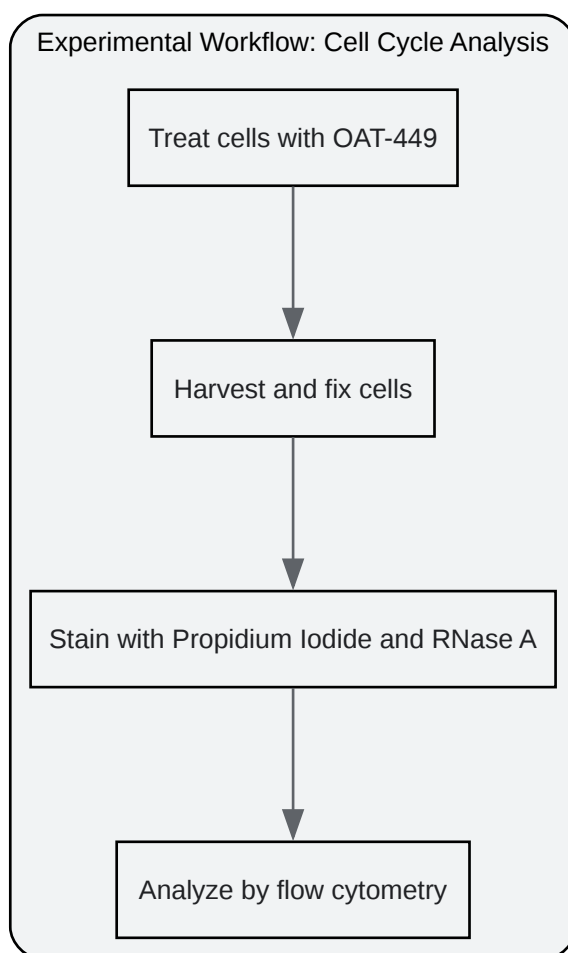 Experimental Workflow: Cell Cycle Analysis
Treat cells with OAT-449
Harvest and fix cells
Stain with Propidium Iodide and RNase A
Analyze by flow cytometry